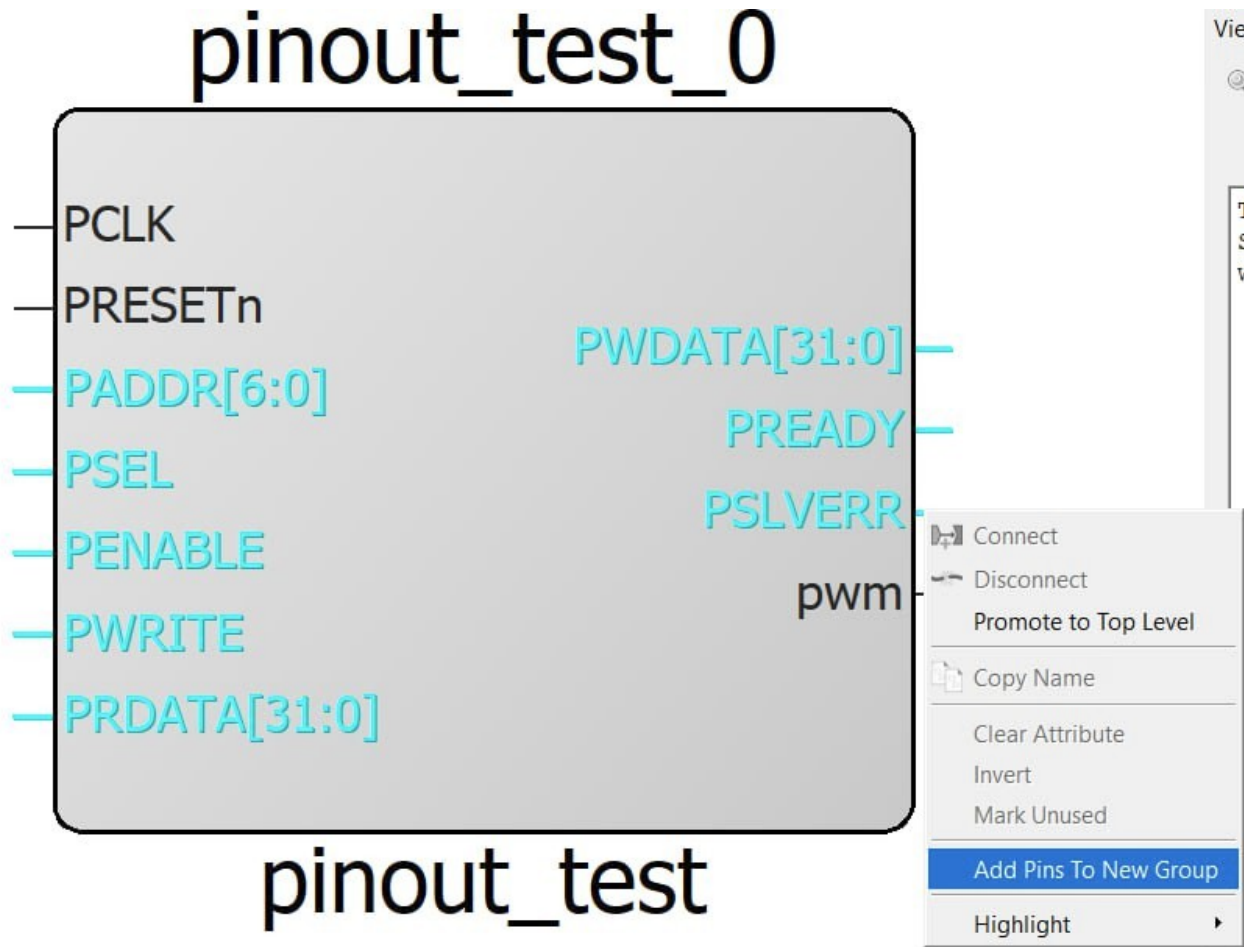 pinout_test_0
PCLK
PRESETn
PADDR[6:0]
PSEL
PENABLE
PWRITE
PRDATA[31:0]
PWDATA[31:0]
PREADY
PSLVERR
pwm
pinout_test
Connect
Disconnect
Promote to Top Level
Copy Name
Clear Attribute
Invert
Mark Unused
Add Pins To New Group
Highlight